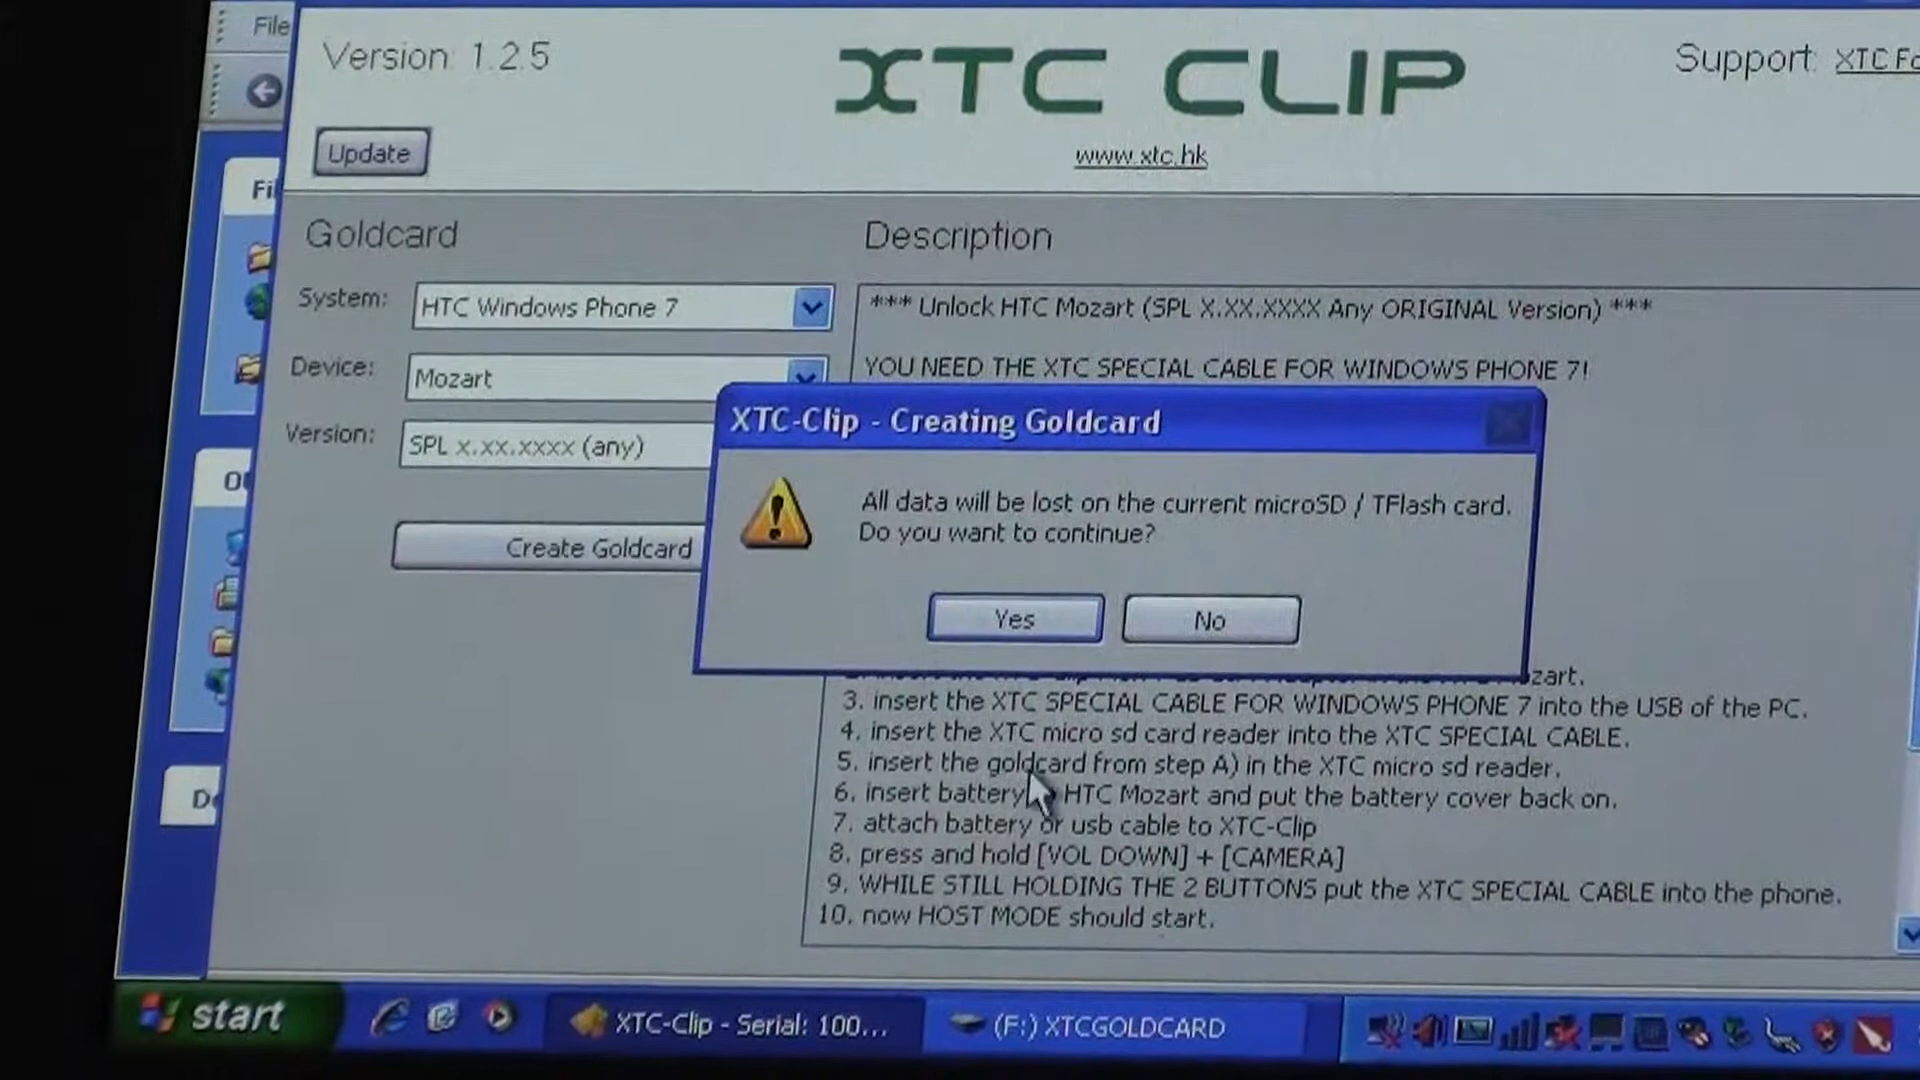 File
Version: 1.2.5
XTC CLIP
Support:
XTC
Update
www.xtc.hk
Goldcard
Description
System:
HTC Windows Phone 7
*** Unlock HTC Mozart (SPL X.XX.XXXX Any ORIGINAL Version) ***
Device:
Mozart
YOU NEED THE XTC SPECIAL CABLE FOR WINDOWS PHONE 7!
Version:
SPL x.xx.xxxx (any)
Create Goldcard
XTC-Clip - Creating Goldcard
All data will be lost on the current microSD / TFlash card.
Do you want to continue?
Yes
No
3. insert the XTC SPECIAL CABLE FOR WINDOWS PHONE 7 into the USB of the PC.
4. insert the XTC micro sd card reader into the XTC SPECIAL CABLE.
5. insert the goldcard from step A) in the XTC micro sd reader.
6. insert battery HTC Mozart and put the battery cover back on.
7. attach battery or usb cable to XTC-Clip
8. press and hold [VOL DOWN] + [CAMERA]
9. WHILE STILL HOLDING THE 2 BUTTONS put the XTC SPECIAL CABLE into the phone.
10. now HOST MODE should start.
start
XTC-Clip - Serial: 100...
(F:) XTCGOLDCARD